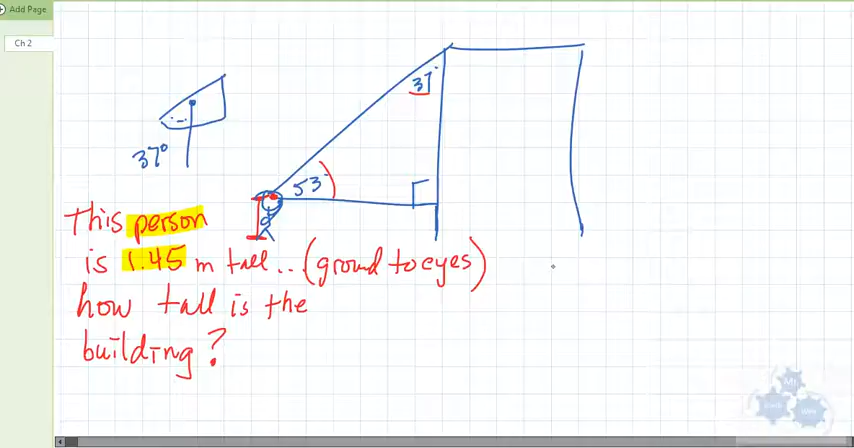 Add Page
Ch 2
37°
37°
53°
This person
is 1.45 m tall... (ground to eyes)
how tall is the
building?